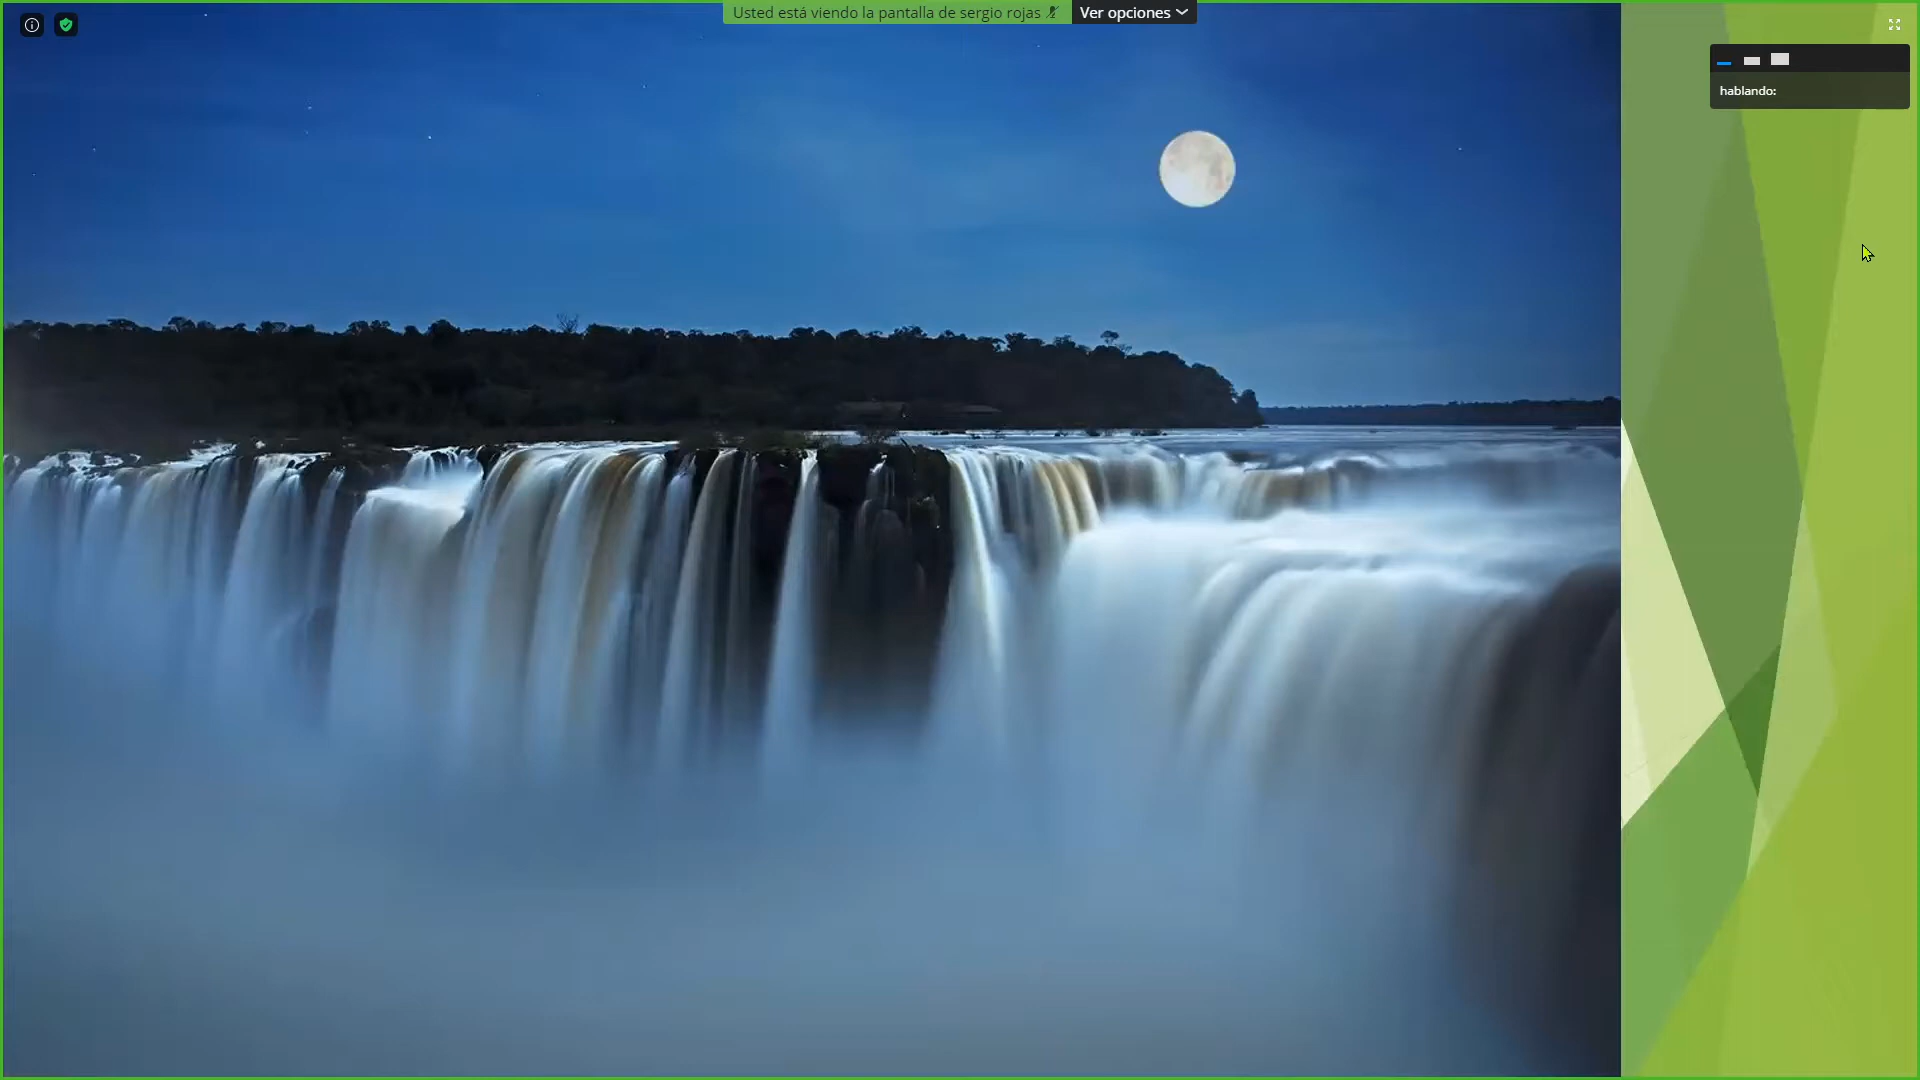 Usted está viendo la pantalla de sergio rojas
Ver opciones
hablando: